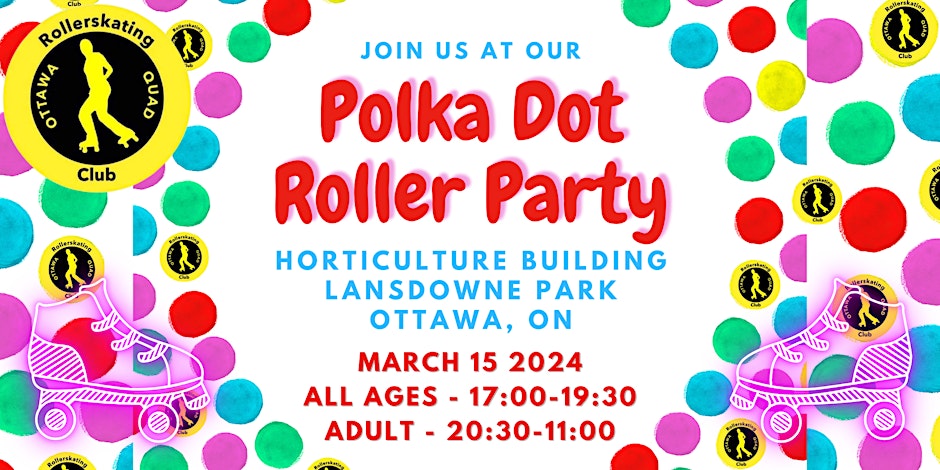 Rollerskating
OTTAWA QUAD
Club
JOIN US AT OUR
Polka Dot
Roller Party
HORTICULTURE BUILDING
LANSDOWNE PARK
OTTAWA, ON
MARCH 15 2024
ALL AGES - 17:00-19:30
ADULT - 20:30-11:00